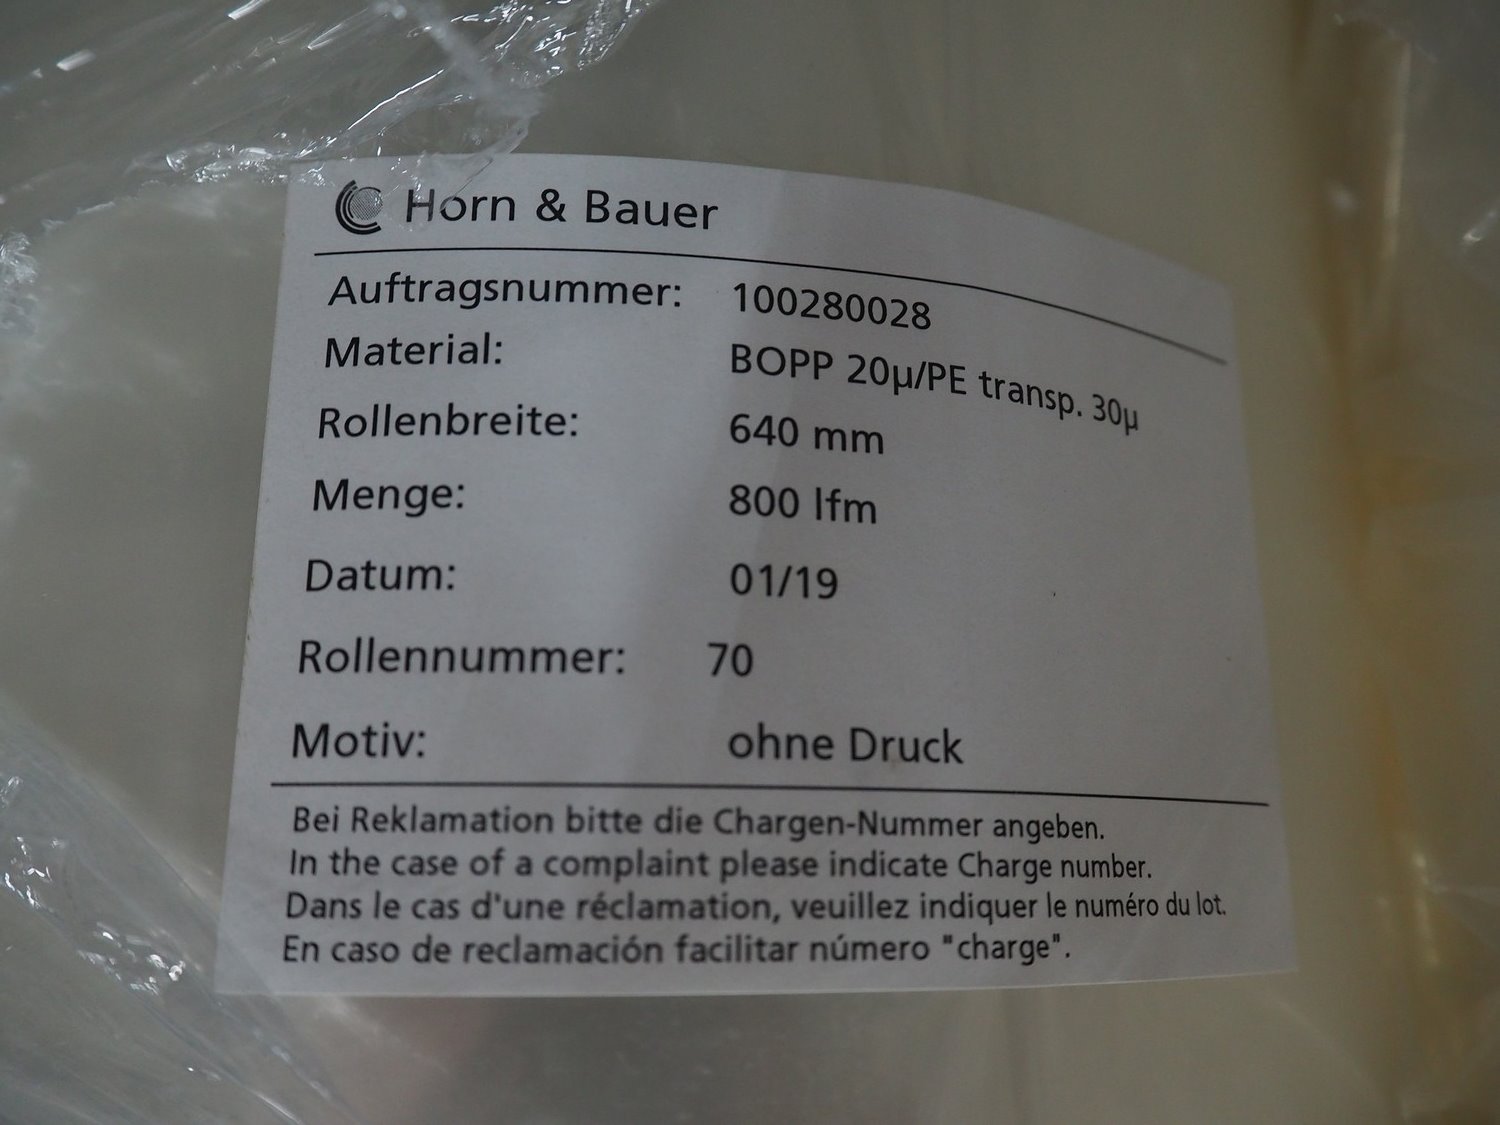 Horn & Bauer
Auftragsnummer: 100280028
Material: BOPP 20µ/PE transp. 30µ
Rollenbreite: 640 mm
Menge: 800 lfm
Datum: 01/19
Rollennummer: 70
Motiv: ohne Druck
Bei Reklamation bitte die Chargen-Nummer angeben.
In the case of a complaint please indicate Charge number.
Dans le cas d'une réclamation, veuillez indiquer le numéro du lot.
En caso de reclamación facilitar número "charge".